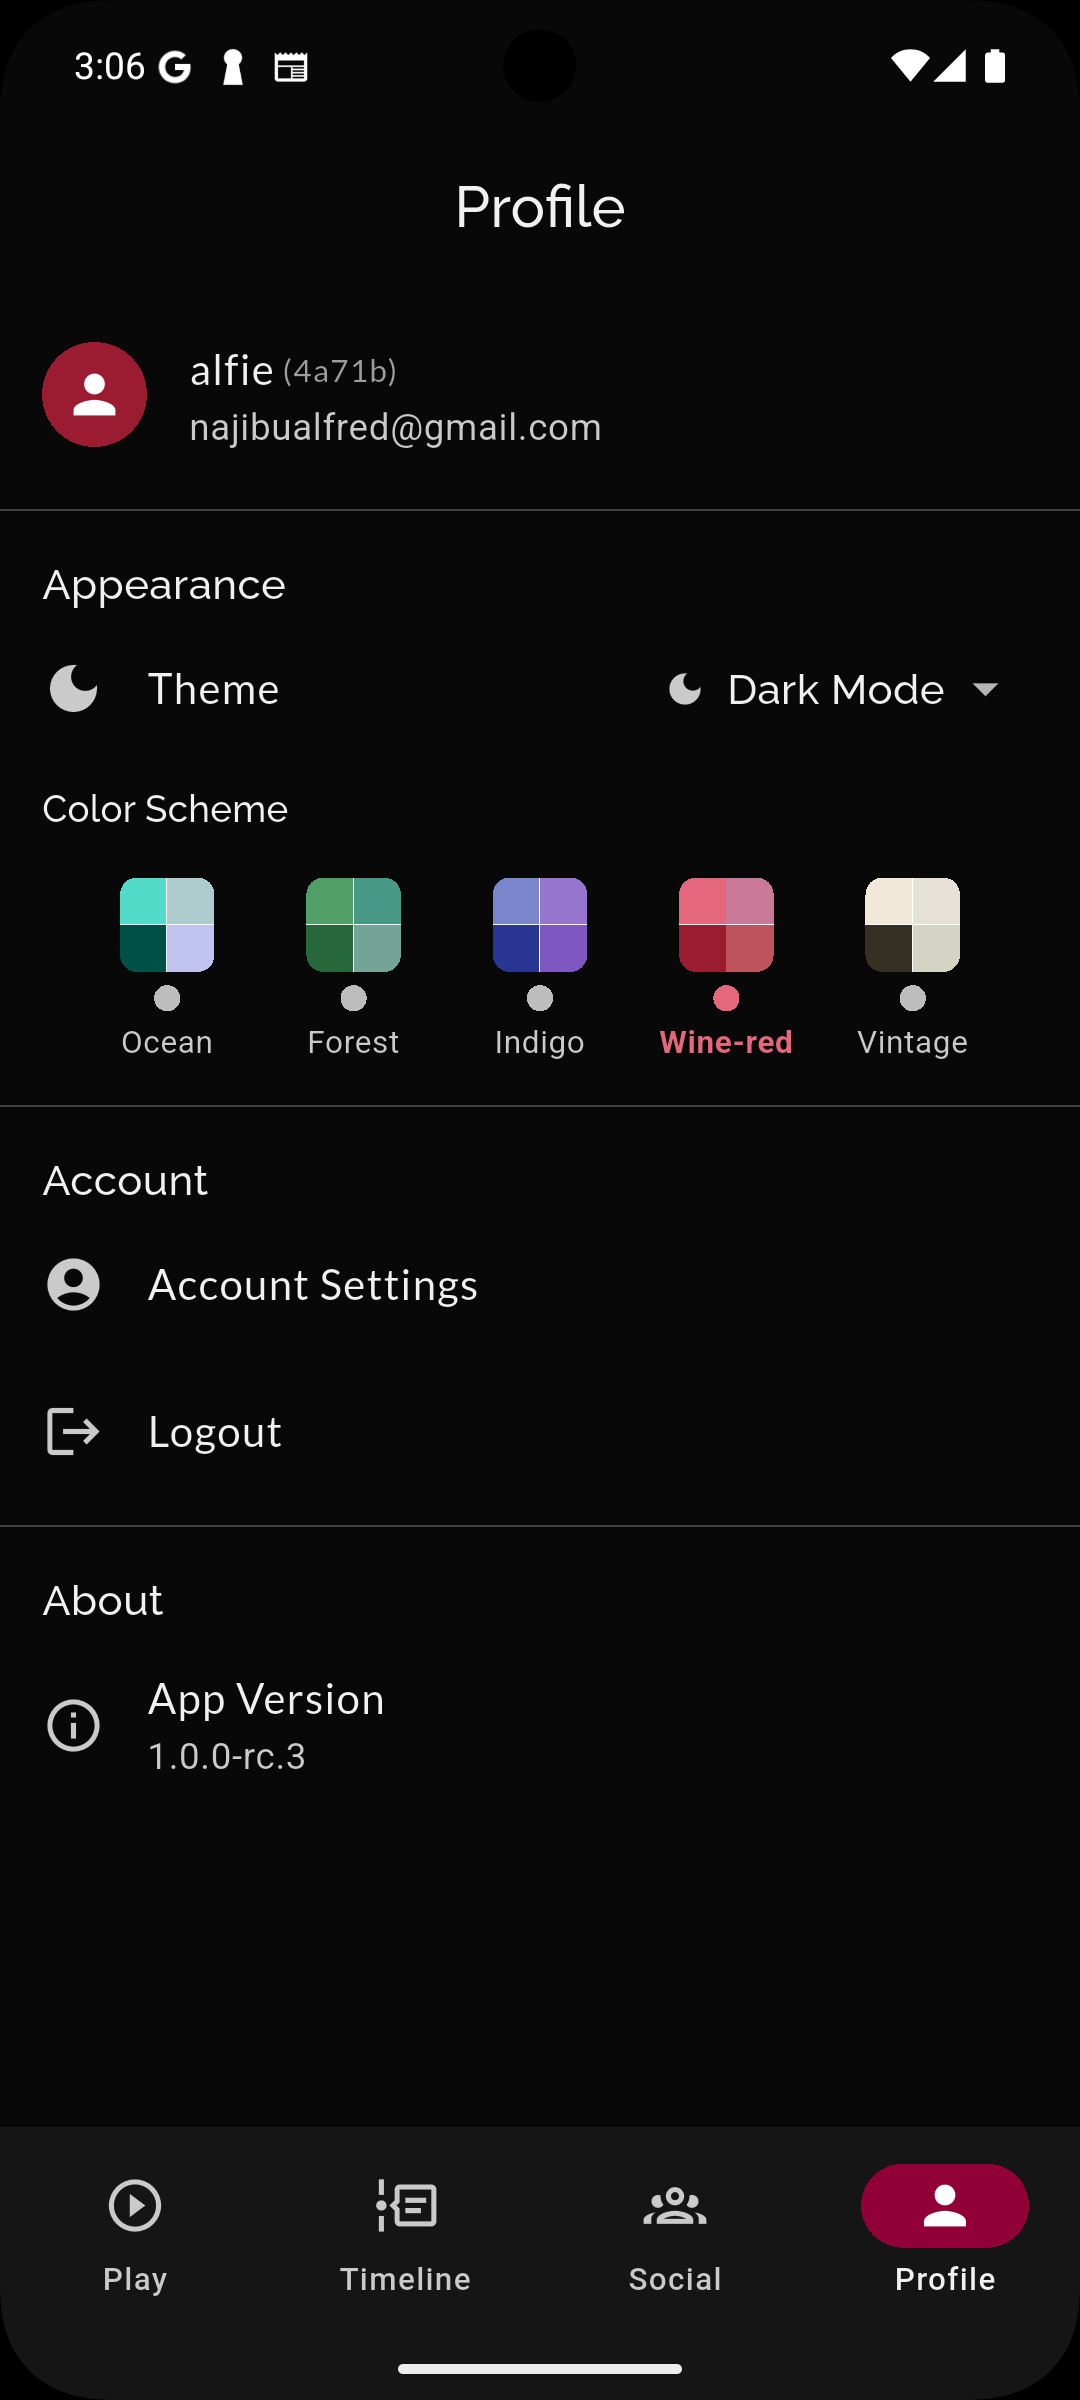 3:06
Profile
alfie (4a71b)
najibualfred@gmail.com
Appearance
Theme Dark Mode
Color Scheme
Ocean Forest Indigo Wine-red Vintage
Account
Account Settings
Logout
About
App Version
1.0.0-rc.3
Play Timeline Social Profile